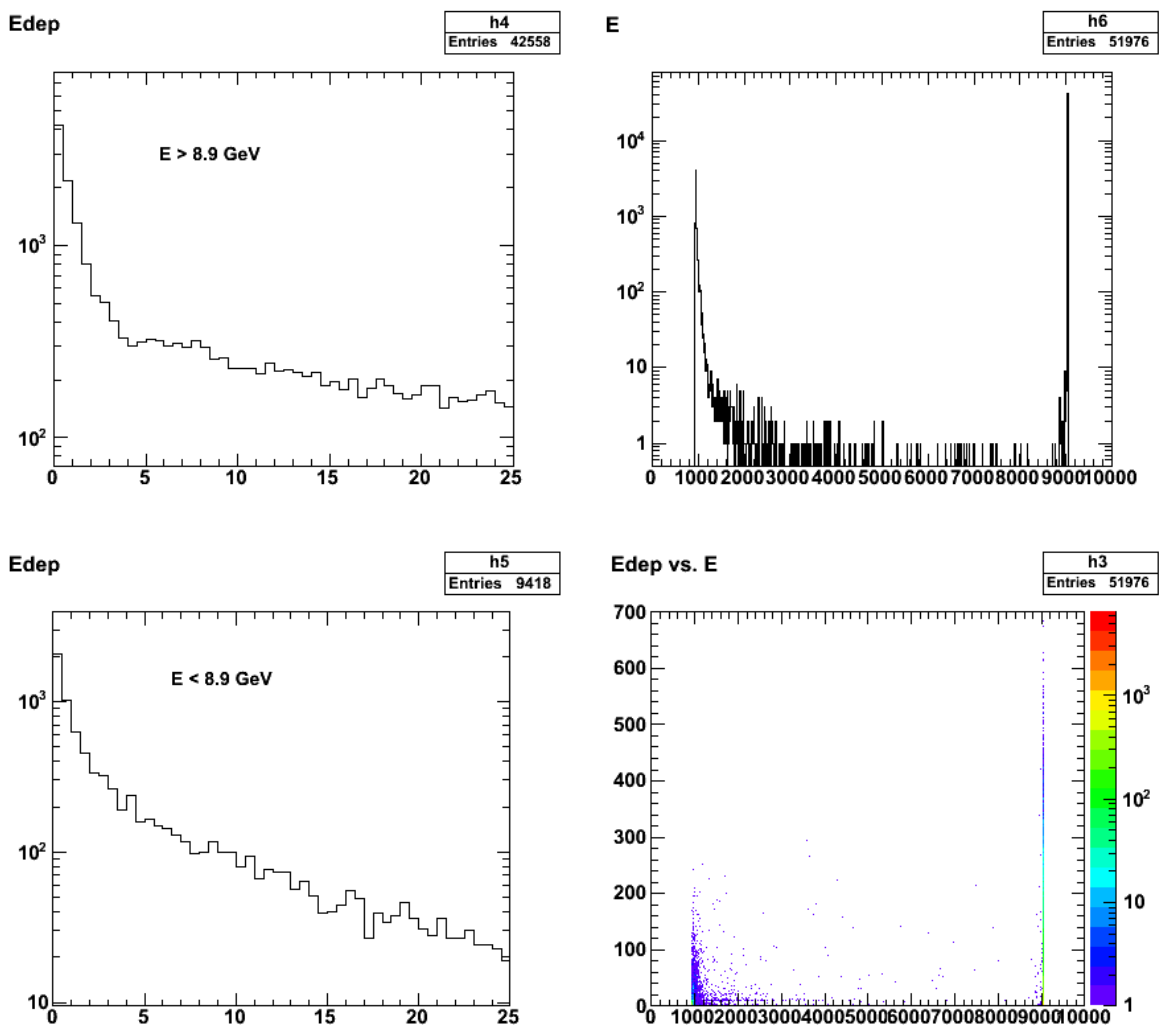 Edep
h4
Entries 42558
E > 8.9 GeV
10³
10²
0 5 10 15 20 25
E
h6
Entries 51976
10⁴
10³
10²
10
1
0 1000 2000 3000 4000 5000 6000 7000 8000 9000 10000
Edep
h5
Entries 9418
E < 8.9 GeV
10³
10²
10
0 5 10 15 20 25
Edep vs. E
h3
Entries 51976
700
600
500
400
300
200
100
0
0 1000 2000 3000 4000 5000 6000 7000 8000 9000 10000
10³
10²
10
1